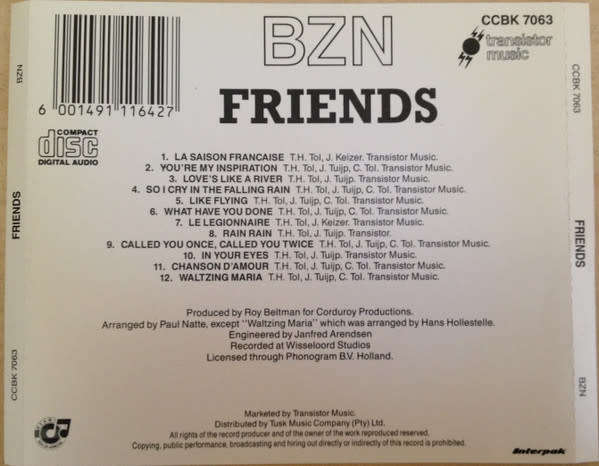 BZN
CCBK 7063
transistor
music
6 001491 116427
FRIENDS
COMPACT
disc
DIGITAL AUDIO
1. LA SAISON FRANCAISE T.H. Tol, J. Keizer. Transistor Music.
2. YOU'RE MY INSPIRATION T.H. Tol, J. Tuijp, C. Tol. Transistor Music.
3. LOVE'S LIKE A RIVER T.H. Tol, J. Tuijp. Transistor Music.
4. SO I CRY IN THE FALLING RAIN T.H. Tol, J. Tuijp, C. Tol. Transistor Music.
5. LIKE FLYING T.H. Tol, J. Tuijp, C. Tol. Transistor Music.
6. WHAT HAVE YOU DONE T.H. Tol, J. Tuijp, C. Tol. Transistor Music.
7. LE LEGIONNAIRE T.H. Tol, J. Keizer. Transistor Music.
8. RAIN RAIN T.H. Tol, J. Tuijp. Transistor.
9. CALLED YOU ONCE, CALLED YOU TWICE T.H. Tol, J. Tuijp, C. Tol. Transistor Music.
10. IN YOUR EYES T.H. Tol, J. Tuijp, C. Tol. Transistor Music.
11. CHANSON D'AMOUR T.H. Tol, J. Tuijp, C. Tol. Transistor Music.
12. WALTZING MARIA T.H. Tol, J. Tuijp, C. Tol. Transistor Music.
Produced by Roy Beltman for Corduroy Productions.
Arranged by Paul Natte, except "Waltzing Maria" which was arranged by Hans Hollestelle.
Engineered by Janfred Arendsen
Recorded at Wisseloord Studios
Licensed through Phonogram B.V. Holland.
Marketed by Transistor Music.
Distributed by Tusk Music Company (Pty) Ltd.
All rights of the record producer and of the owner of the work reproduced reserved.
Copying, public performance, broadcasting and hiring out directly or indirectly of this record is prohibited.
Interpak
BZN
FRIENDS
CCBK 7063
CCBK 7063
FRIENDS
BZN